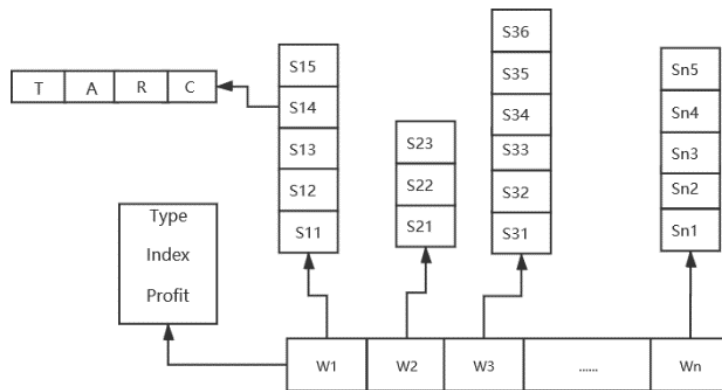 T A R C
S15
S14
S13
S12
S11
S23
S22
S21
S36
S35
S34
S33
S32
S31
Sn5
Sn4
Sn3
Sn2
Sn1
Type
Index
Profit
W1 W2 W3 ...... Wn